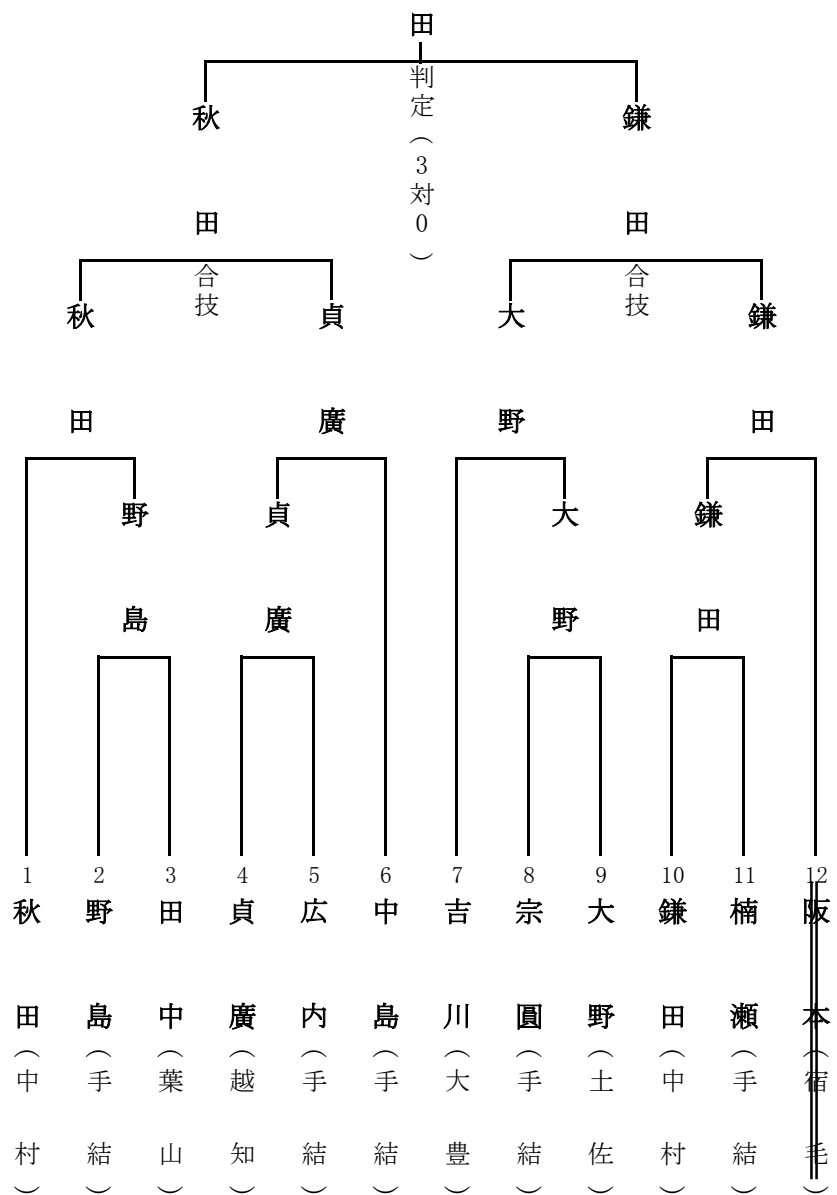 田
判定（3対0）
秋田
鎌田
合技
合技
秋田
貞廣
大野
鎌田
野島
貞廣
大野
鎌田
1 秋田（中村）
2 野島（手結）
3 田中（葉山）
4 貞廣（越知）
5 広内（手結）
6 中島（手結）
7 吉川（大豊）
8 宗圓（手結）
9 大野（土佐）
10 鎌田（中村）
11 楠瀬（手結）
12 阪本（宿毛）